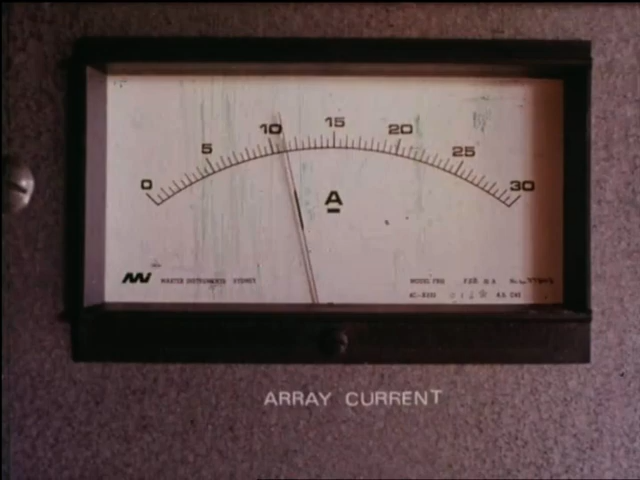 0 5 10 15 20 25 30
A
MASTER INSTRUMENTS SYDNEY
ARRAY CURRENT